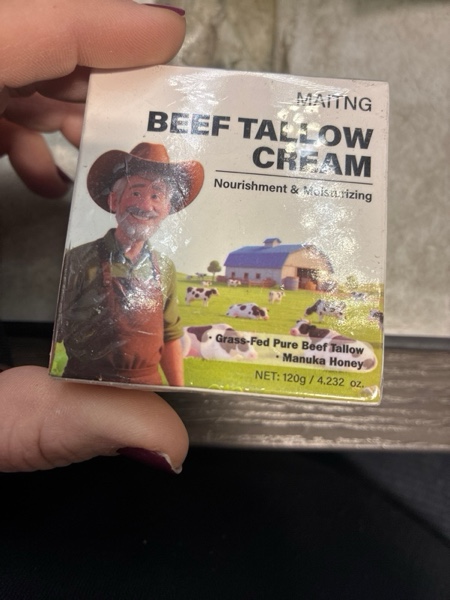 MAITNG
BEEF TALLOW
CREAM
Nourishment & Moisturizing
· Grass-Fed Pure Beef Tallow
· Manuka Honey
NET: 120g / 4.232 oz.